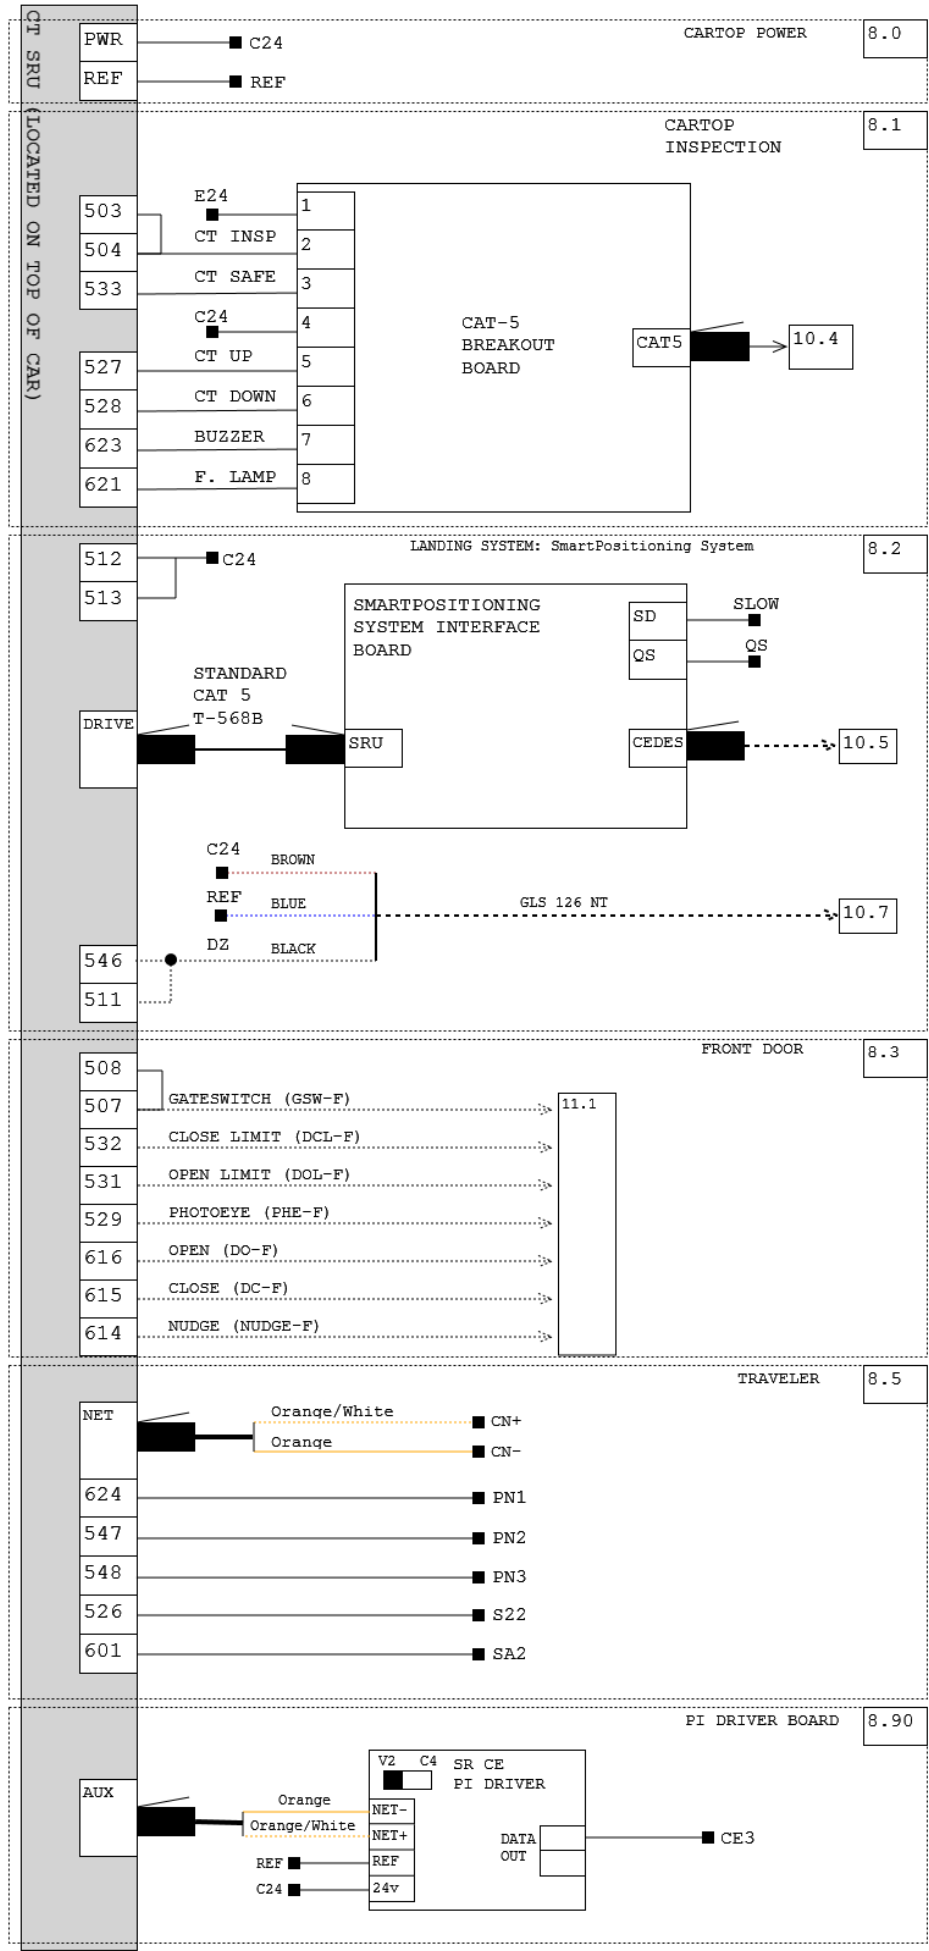 CT SRU (LOCATED ON TOP OF CAR)
CARTOP POWER
8.0
PWR
C24
REF
REF
CARTOP
INSPECTION
8.1
503
E24
1
504
CT INSP
2
533
CT SAFE
3
C24
4
527
CT UP
5
528
CT DOWN
6
623
BUZZER
7
621
F. LAMP
8
CAT-5
BREAKOUT
BOARD
CAT5
10.4
LANDING SYSTEM: SmartPositioning System
8.2
512
C24
513
SMARTPOSITIONING
SYSTEM INTERFACE
BOARD
SD
SLOW
QS
QS
STANDARD
CAT 5
T-568B
DRIVE
SRU
CEDES
10.5
C24
BROWN
REF
BLUE
GLS 126 NT
10.7
DZ
BLACK
546
511
FRONT DOOR
8.3
508
507
GATESWITCH (GSW-F)
11.1
532
CLOSE LIMIT (DCL-F)
531
OPEN LIMIT (DOL-F)
529
PHOTOEYE (PHE-F)
616
OPEN (DO-F)
615
CLOSE (DC-F)
614
NUDGE (NUDGE-F)
TRAVELER
8.5
NET
Orange/White
CN+
Orange
CN-
624
PN1
547
PN2
548
PN3
526
S22
601
SA2
PI DRIVER BOARD
8.90
V2 C4
SR CE
PI DRIVER
AUX
Orange
NET-
Orange/White
NET+
REF
REF
C24
24v
DATA
OUT
CE3